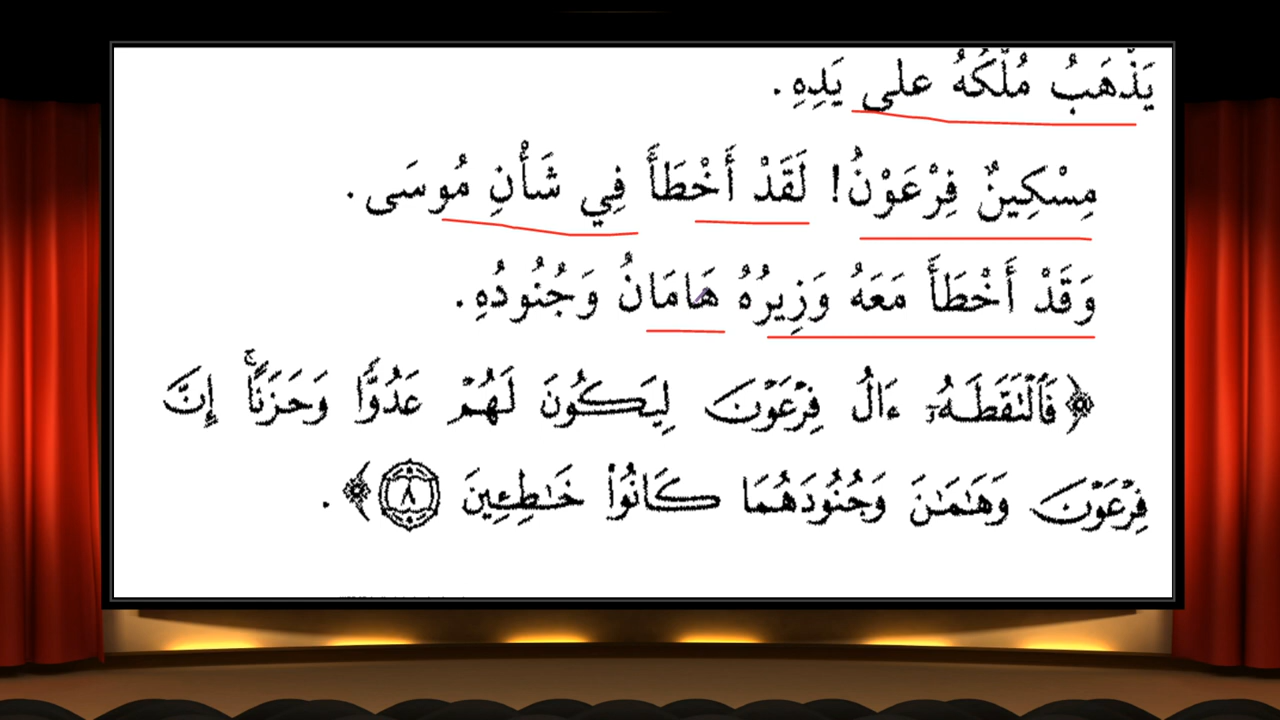 يَذْهَبُ مُلْكُهُ على يَدِهِ.
مِسْكِينٌ فِرْعَوْنُ! لَقَدْ أَخْطَأَ فِي شَأْنِ مُوسَى.
وَقَدْ أَخْطَأَ مَعَهُ وَزِيرُهُ هَامَانُ وَجُنُودُهِ.
﴿فَٱلْتَقَطَهُۥٓ ءَالُ فِرْعَوْنَ لِيَكُونَ لَهُمْ عَدُوًّا وَحَزَنًا ۗ إِنَّ
فِرْعَوْنَ وَهَٰمَٰنَ وَجُنُودَهُمَا كَانُوا۟ خَٰطِـِٔينَ ٨﴾.